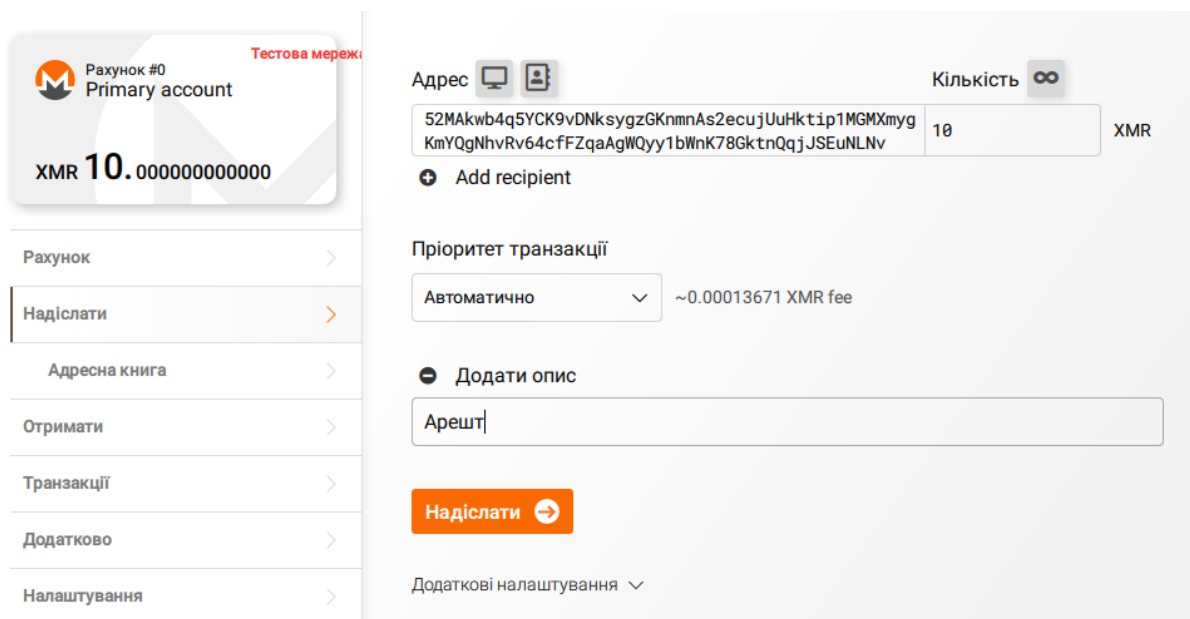 Тестова мережа
Рахунок #0
Primary account
XMR 10.000000000000
Рахунок
Надіслати
Адресна книга
Отримати
Транзакції
Додатково
Налаштування
Адрес
Кількість
52MAkwb4q5YCK9vDNksygzGKnmnAs2ecujUuHktip1MGMXmyg
KmYQgNhvRv64cfFZqaAgWQyy1bWnK78GktnQqjJSEuNLNv
10
XMR
Add recipient
Пріоритет транзакції
Автоматично
~0.00013671 XMR fee
Додати опис
Арешт
Надіслати
Додаткові налаштування